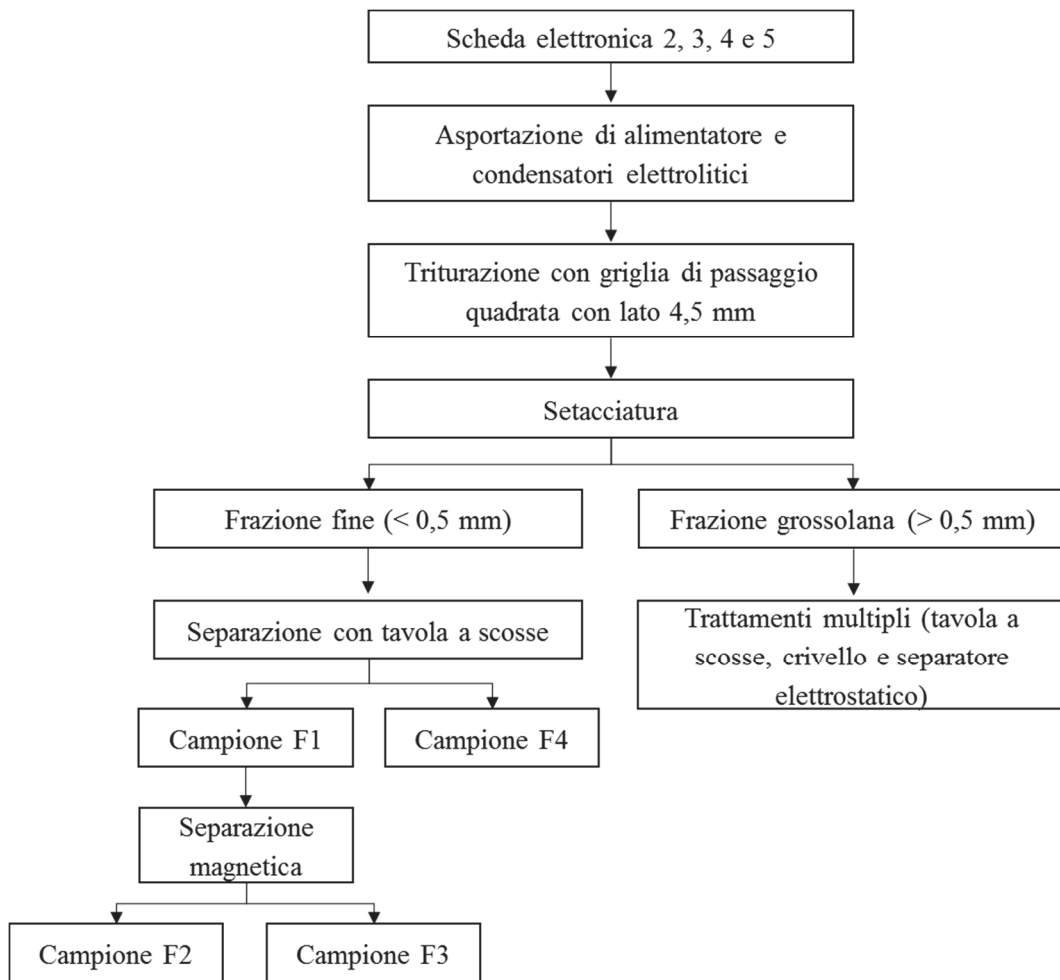 Scheda elettronica 2, 3, 4 e 5
Asportazione di alimentatore e
condensatori elettrolitici
Triturazione con griglia di passaggio
quadrata con lato 4,5 mm
Setacciatura
Frazione fine (< 0,5 mm)
Frazione grossolana (> 0,5 mm)
Separazione con tavola a scosse
Trattamenti multipli (tavola a
scosse, crivello e separatore
elettrostatico)
Campione F1
Campione F4
Separazione
magnetica
Campione F2
Campione F3